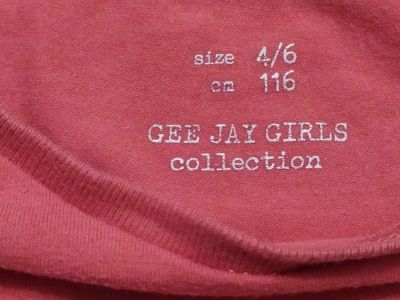 size 4/6
cm 116
GEE JAY GIRLS
collection